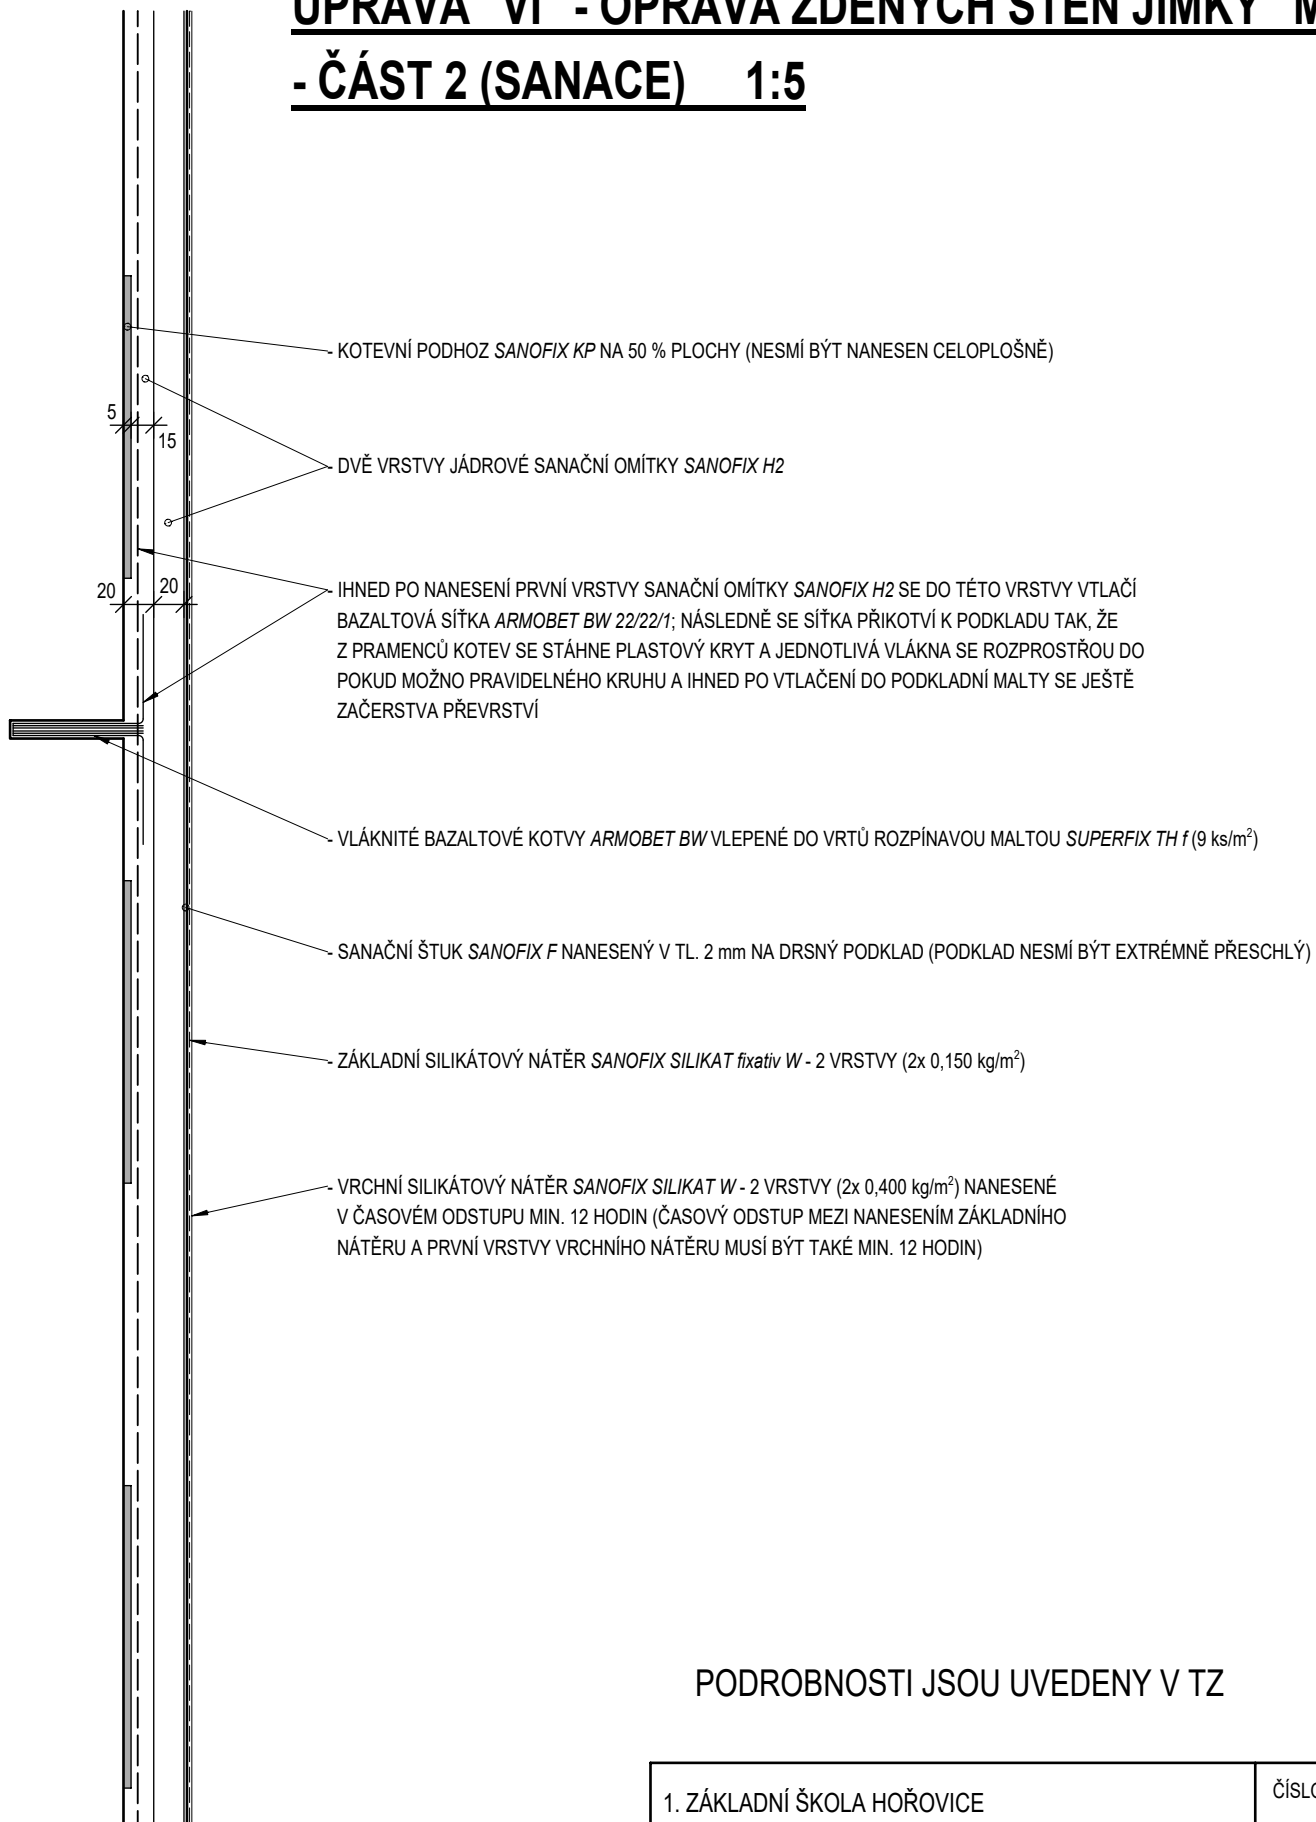 ÚPRAVA "VI" - OPRAVA ZDĚNÝCH STĚN JÍMKY "M
- ČÁST 2 (SANACE) 1:5
- KOTEVNÍ PODHOZ SANOFIX KP NA 50 % PLOCHY (NESMÍ BÝT NANESEN CELOPLOŠNĚ)
5
15
- DVĚ VRSTVY JÁDROVÉ SANAČNÍ OMÍTKY SANOFIX H2
20
20
- IHNED PO NANESENÍ PRVNÍ VRSTVY SANAČNÍ OMÍTKY SANOFIX H2 SE DO TÉTO VRSTVY VTLAČÍ
BAZALTOVÁ SÍŤKA ARMOBET BW 22/22/1; NÁSLEDNĚ SE SÍŤKA PŘIKOTVÍ K PODKLADU TAK, ŽE
Z PRAMENCŮ KOTEV SE STÁHNE PLASTOVÝ KRYT A JEDNOTLIVÁ VLÁKNA SE ROZPROSTŘOU DO
POKUD MOŽNO PRAVIDELNÉHO KRUHU A IHNED PO VTLAČENÍ DO PODKLADNÍ MALTY SE JEŠTĚ
ZAČERSTVA PŘEVRSTVÍ
- VLÁKNITÉ BAZALTOVÉ KOTVY ARMOBET BW VLEPENÉ DO VRTŮ ROZPÍNAVOU MALTOU SUPERFIX TH f (9 ks/m²)
- SANAČNÍ ŠTUK SANOFIX F NANESENÝ V TL. 2 mm NA DRSNÝ PODKLAD (PODKLAD NESMÍ BÝT EXTRÉMNĚ PŘESCHLÝ)
- ZÁKLADNÍ SILIKÁTOVÝ NÁTĚR SANOFIX SILIKAT fixativ W - 2 VRSTVY (2x 0,150 kg/m²)
- VRCHNÍ SILIKÁTOVÝ NÁTĚR SANOFIX SILIKAT W - 2 VRSTVY (2x 0,400 kg/m²) NANESENÉ
V ČASOVÉM ODSTUPU MIN. 12 HODIN (ČASOVÝ ODSTUP MEZI NANESENÍM ZÁKLADNÍHO
NÁTĚRU A PRVNÍ VRSTVY VRCHNÍHO NÁTĚRU MUSÍ BÝT TAKÉ MIN. 12 HODIN)
PODROBNOSTI JSOU UVEDENY V TZ
1. ZÁKLADNÍ ŠKOLA HOŘOVICE
ČÍSLO